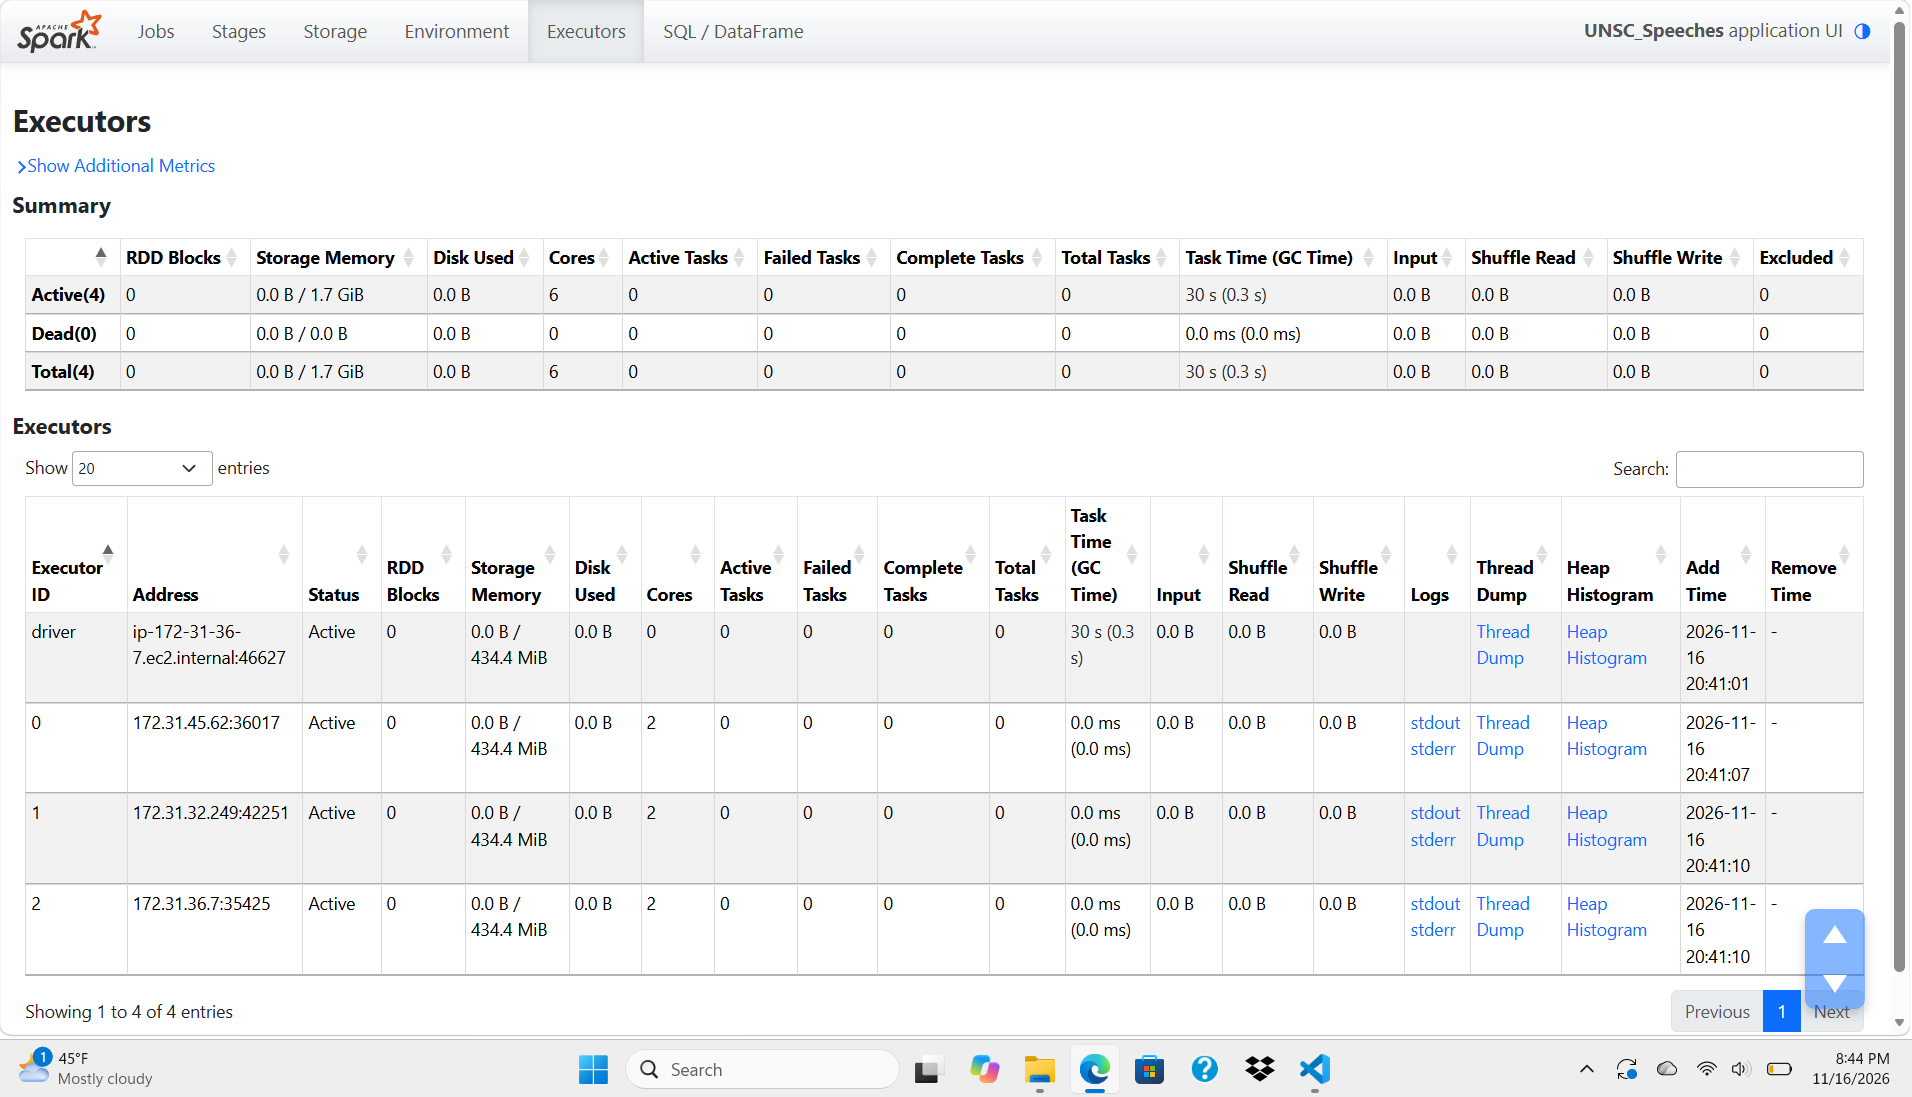 APACHE Spark Jobs Stages Storage Environment Executors SQL / DataFrame UNSC_Speeches application UI
Executors
Show Additional Metrics
Summary
RDD Blocks Storage Memory Disk Used Cores Active Tasks Failed Tasks Complete Tasks Total Tasks Task Time (GC Time) Input Shuffle Read Shuffle Write Excluded
Active(4) 0 0.0 B / 1.7 GiB 0.0 B 6 0 0 0 0 30 s (0.3 s) 0.0 B 0.0 B 0.0 B 0
Dead(0) 0 0.0 B / 0.0 B 0.0 B 0 0 0 0 0 0.0 ms (0.0 ms) 0.0 B 0.0 B 0.0 B 0
Total(4) 0 0.0 B / 1.7 GiB 0.0 B 6 0 0 0 0 30 s (0.3 s) 0.0 B 0.0 B 0.0 B 0
Executors
Show 20 entries Search:
Executor ID Address Status RDD Blocks Storage Memory Disk Used Cores Active Tasks Failed Tasks Complete Tasks Total Tasks Task Time (GC Time) Input Shuffle Read Shuffle Write Logs Thread Dump Heap Histogram Add Time Remove Time
driver ip-172-31-36-7.ec2.internal:46627 Active 0 0.0 B / 434.4 MiB 0.0 B 0 0 0 0 0 30 s (0.3 s) 0.0 B 0.0 B 0.0 B Thread Dump Heap Histogram 2026-11-16 20:41:01 -
0 172.31.45.62:36017 Active 0 0.0 B / 434.4 MiB 0.0 B 2 0 0 0 0 0.0 ms (0.0 ms) 0.0 B 0.0 B 0.0 B stdout stderr Thread Dump Heap Histogram 2026-11-16 20:41:07 -
1 172.31.32.249:42251 Active 0 0.0 B / 434.4 MiB 0.0 B 2 0 0 0 0 0.0 ms (0.0 ms) 0.0 B 0.0 B 0.0 B stdout stderr Thread Dump Heap Histogram 2026-11-16 20:41:10 -
2 172.31.36.7:35425 Active 0 0.0 B / 434.4 MiB 0.0 B 2 0 0 0 0 0.0 ms (0.0 ms) 0.0 B 0.0 B 0.0 B stdout stderr Thread Dump Heap Histogram 2026-11-16 20:41:10 -
Showing 1 to 4 of 4 entries Previous 1 Next
1 45°F Search 8:44 PM
Mostly cloudy 11/16/2026